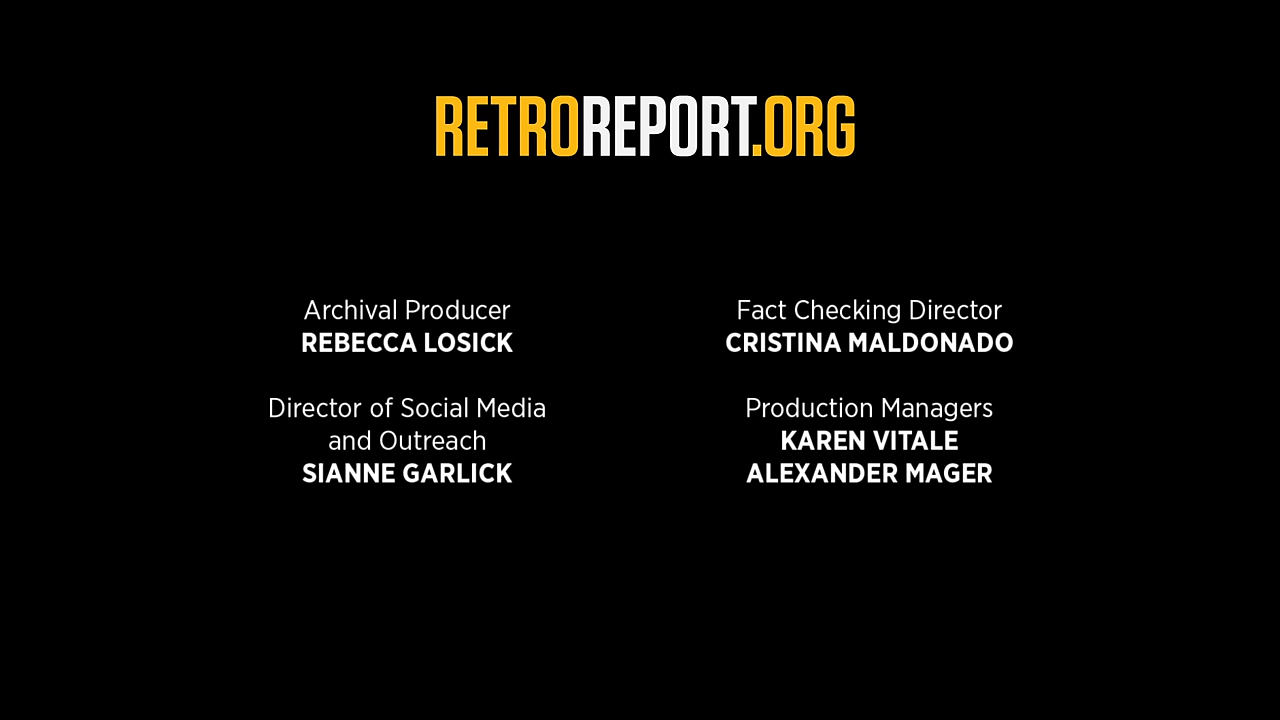 RETROREPORT.ORG
Archival Producer
REBECCA LOSICK
Director of Social Media
and Outreach
SIANNE GARLICK
Fact Checking Director
CRISTINA MALDONADO
Production Managers
KAREN VITALE
ALEXANDER MAGER